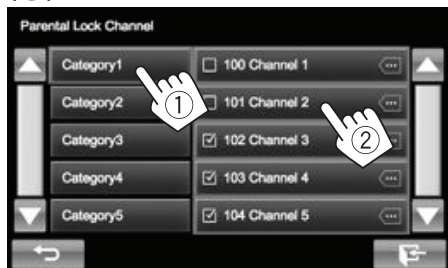 Parental Lock Channel
Category1 100 Channel 1
Category2 101 Channel 2
Category3 102 Channel 3
Category4 103 Channel 4
Category5 104 Channel 5
1
2